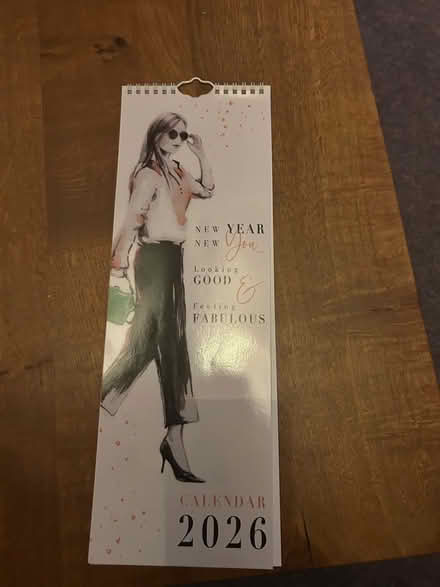 NEW YEAR
NEW You
Looking
GOOD &
Feeling
FABULOUS
CALENDAR
2026